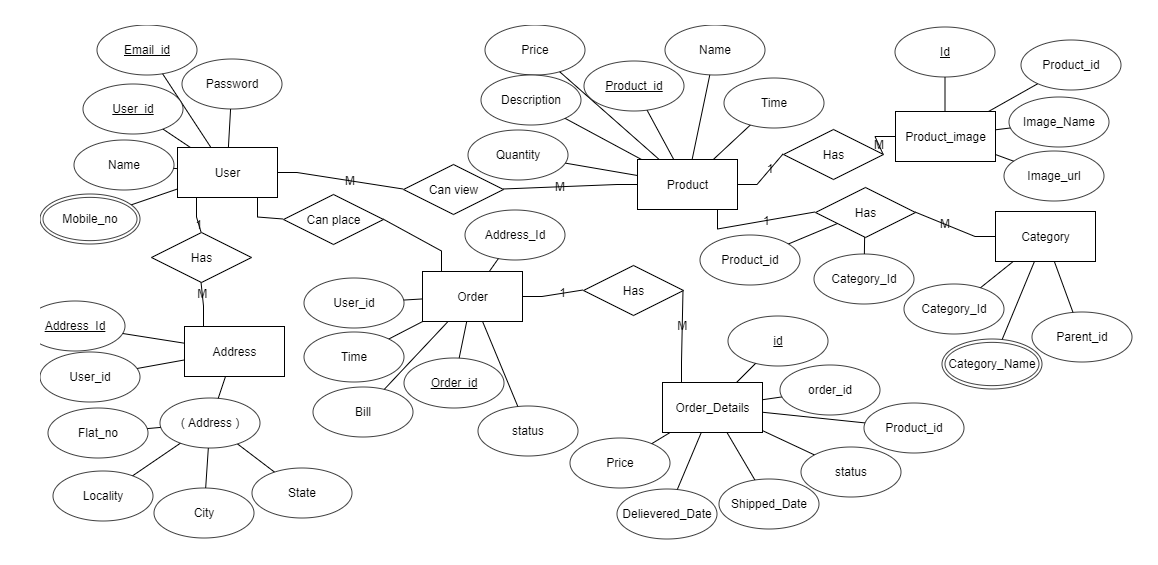 Email_id
Password
User_id
Name
Mobile_no
User
M
Can view
M
Can place
1
Has
M
Address_Id
User_id
Address
( Address )
Flat_no
Locality
City
State
Price
Name
Description
Product_id
Time
Quantity
Product
1
Has
M
Id
Product_id
Product_image
Image_Name
Image_url
1
Has
M
Product_id
Category_Id
Category
Category_Id
Category_Name
Parent_id
Address_Id
Order
User_id
Time
Bill
Order_id
status
1
Has
M
id
order_id
Order_Details
Product_id
status
Price
Delievered_Date
Shipped_Date